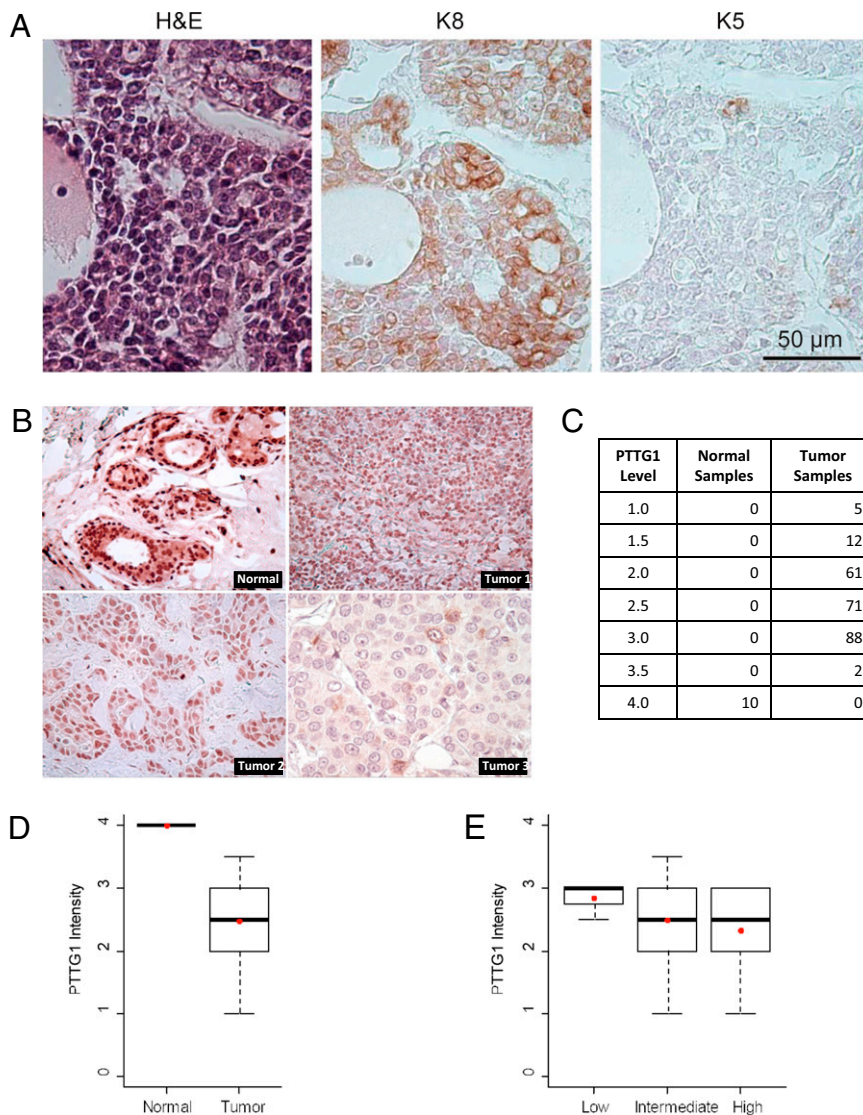 A
H&E
K8
K5
50 µm
B
Normal
Tumor 1
Tumor 2
Tumor 3
C
PTTG1 Level Normal Samples Tumor Samples
1.0 0 5
1.5 0 12
2.0 0 61
2.5 0 71
3.0 0 88
3.5 0 2
4.0 10 0
D
PTTG1 Intensity
4
3
2
1
0
Normal Tumor
E
PTTG1 Intensity
4
3
2
1
0
Low Intermediate High